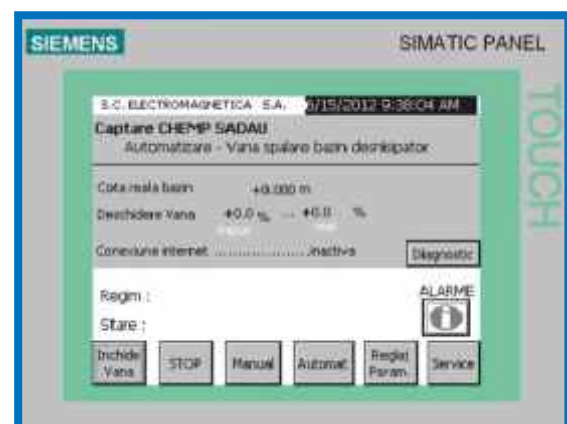 SIEMENS
SIMATIC PANEL
TOUCH
S.C. ELECTROMAGNETICA S.A. 6/15/2012 9:38:04 AM
Captare CHEMP SADAU
Automatizare - Vana spalare bazin deznisipator
Cota reala bazin +0.000 m
Deschidere Vana +0.0 % ... +0.0 %
Conexiune internet ..................... inactiva
Diagnostic
Regim :
ALARME
Stare :
Inchide Vana
STOP
Manual
Automat
Reglaj Param.
Service